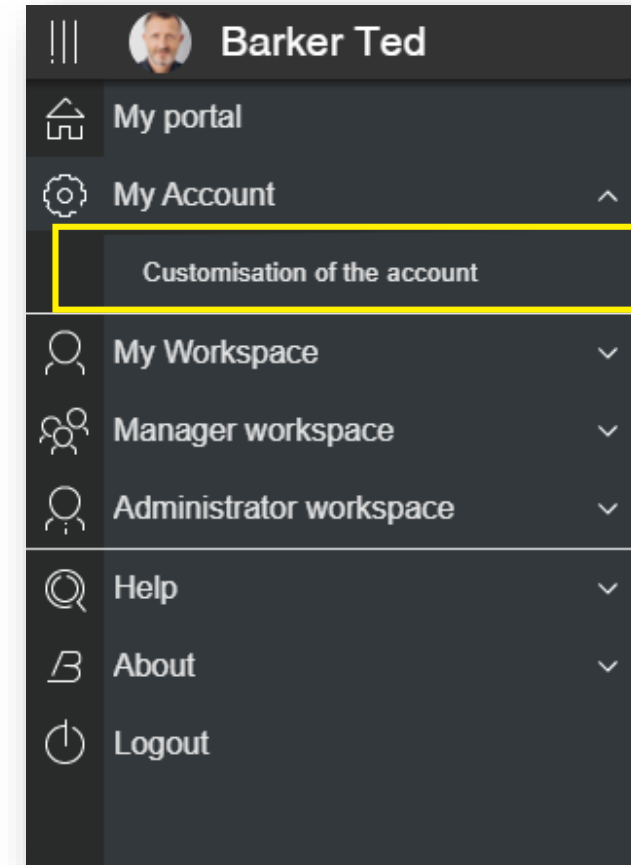 Barker Ted
My portal
My Account
Customisation of the account
My Workspace
Manager workspace
Administrator workspace
Help
About
Logout